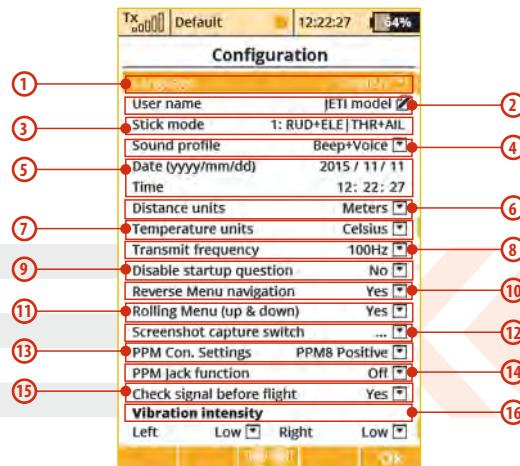 Tx Default 12:22:27 64%
Configuration
1
User name JETI model 2
3 Stick mode 1: RUD+ELE|THR+AIL
Sound profile Beep+Voice 4
5 Date (yyyy/mm/dd) 2015 / 11/ 11
Time 12: 22: 27
Distance units Meters 6
7 Temperature units Celsius
Transmit frequency 100Hz 8
9 Disable startup question No
Reverse Menu navigation Yes 10
11 Rolling Menu (up & down) Yes
Screenshot capture switch ... 12
13 PPM Con. Settings PPM8 Positive
PPM Jack function Off 14
15 Check signal before flight Yes
Vibration intensity 16
Left Low Right Low
Ok